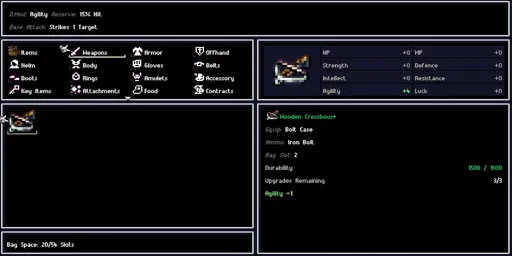 D.Mod: Agility Reserve: 153% Hit
Base Attack: Strikes 1 Target
Items Weapons Armor Offhand
Helm Body Gloves Belts
Boots Rings Amulets Accessory
Key Items Attachments Food Contracts
HP +0 MP +0
Strength +0 Defence +0
Intellect +0 Resistance +0
Agility +4 Luck +0
Wooden Crossbow+
Equip: Bolt Case
Ammo: Iron Bolt
Bag Slot: 2
Durability 1500 / 1500
Upgrades Remaining 3/3
Agility +1
Bag Space: 20/54 Slots